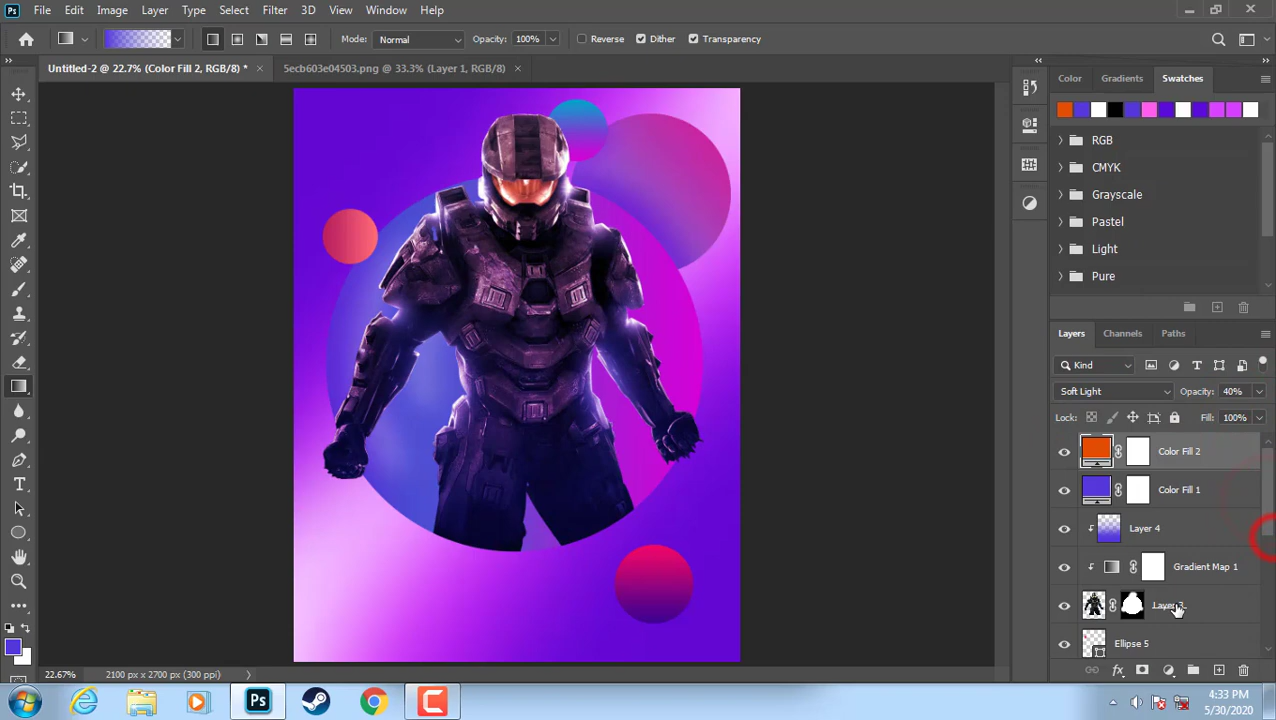 Ps File Edit Image Layer Type Select Filter 3D View Window Help
Mode: Normal Opacity: 100% Reverse Dither Transparency
Untitled-2 @ 22.7% (Color Fill 2, RGB/8) * × 5ecb603e04503.png @ 33.3% (Layer 1, RGB/8) ×
Color Gradients Swatches
RGB
CMYK
Grayscale
Pastel
Light
Pure
Layers Channels Paths
Kind
Soft Light Opacity: 40%
Lock: Fill: 100%
Color Fill 2
Color Fill 1
Layer 4
Gradient Map 1
Ellipse 5
22.67% 2100 px x 2700 px (300 ppi)
Ps
4:33 PM
5/30/2020